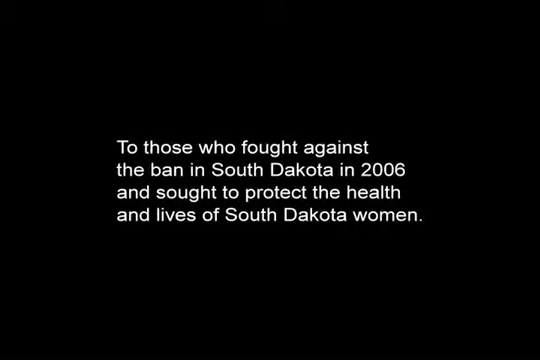 To those who fought against
the ban in South Dakota in 2006
and sought to protect the health
and lives of South Dakota women.